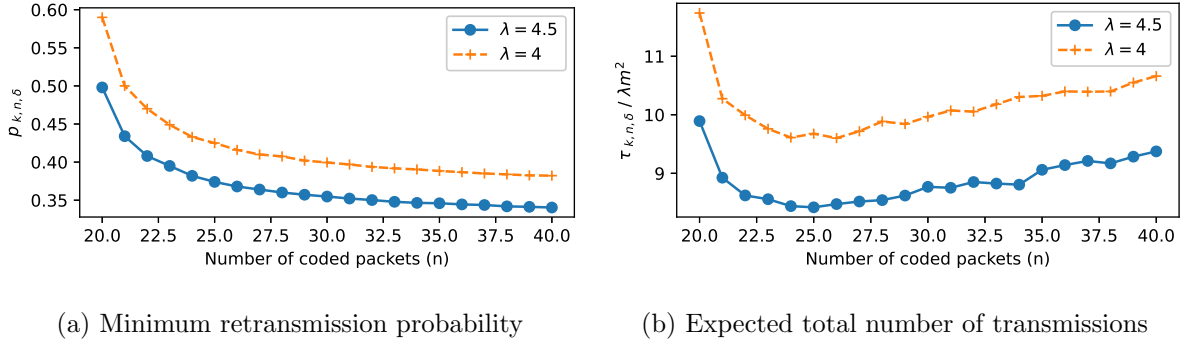 0.60
0.55
0.50
0.45
0.40
0.35
p k, n, δ
20.0 22.5 25.0 27.5 30.0 32.5 35.0 37.5 40.0
Number of coded packets (n)
λ = 4.5
λ = 4
(a) Minimum retransmission probability
11
10
9
τ k, n, δ / λm²
20.0 22.5 25.0 27.5 30.0 32.5 35.0 37.5 40.0
Number of coded packets (n)
λ = 4.5
λ = 4
(b) Expected total number of transmissions